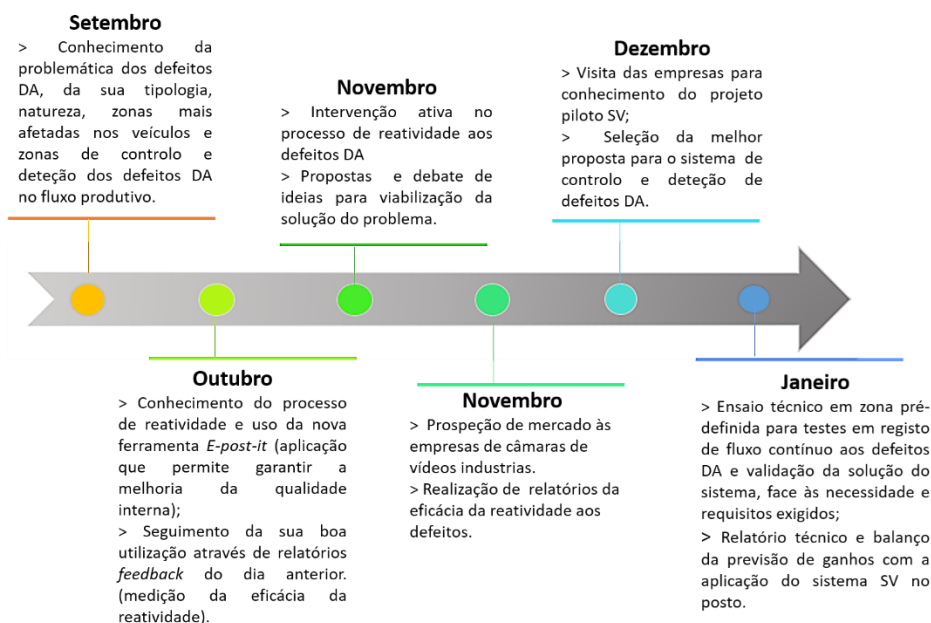 Setembro
> Conhecimento da
problemática dos defeitos
DA, da sua tipologia,
natureza, zonas mais
afetadas nos veículos e
zonas de controlo e
deteção dos defeitos DA
no fluxo produtivo.
Outubro
> Conhecimento do processo
de reatividade e uso da nova
ferramenta E-post-it (aplicação
que permite garantir a
melhoria da qualidade
interna);
> Seguimento da sua boa
utilização através de relatórios
feedback do dia anterior.
(medição da eficácia da
reatividade).
Novembro
> Intervenção ativa no
processo de reatividade aos
defeitos DA
> Propostas e debate de
ideias para viabilização da
solução do problema.
Novembro
> Prospeção de mercado às
empresas de câmaras de
vídeos industrias.
> Realização de relatórios da
eficácia da reatividade aos
defeitos.
Dezembro
> Visita das empresas para
conhecimento do projeto
piloto SV;
> Seleção da melhor
proposta para o sistema de
controlo e deteção de
defeitos DA.
Janeiro
> Ensaio técnico em zona pré-
definida para testes em registo
de fluxo contínuo aos defeitos
DA e validação da solução do
sistema, face às necessidade e
requisitos exigidos;
> Relatório técnico e balanço
da previsão de ganhos com a
aplicação do sistema SV no
posto.